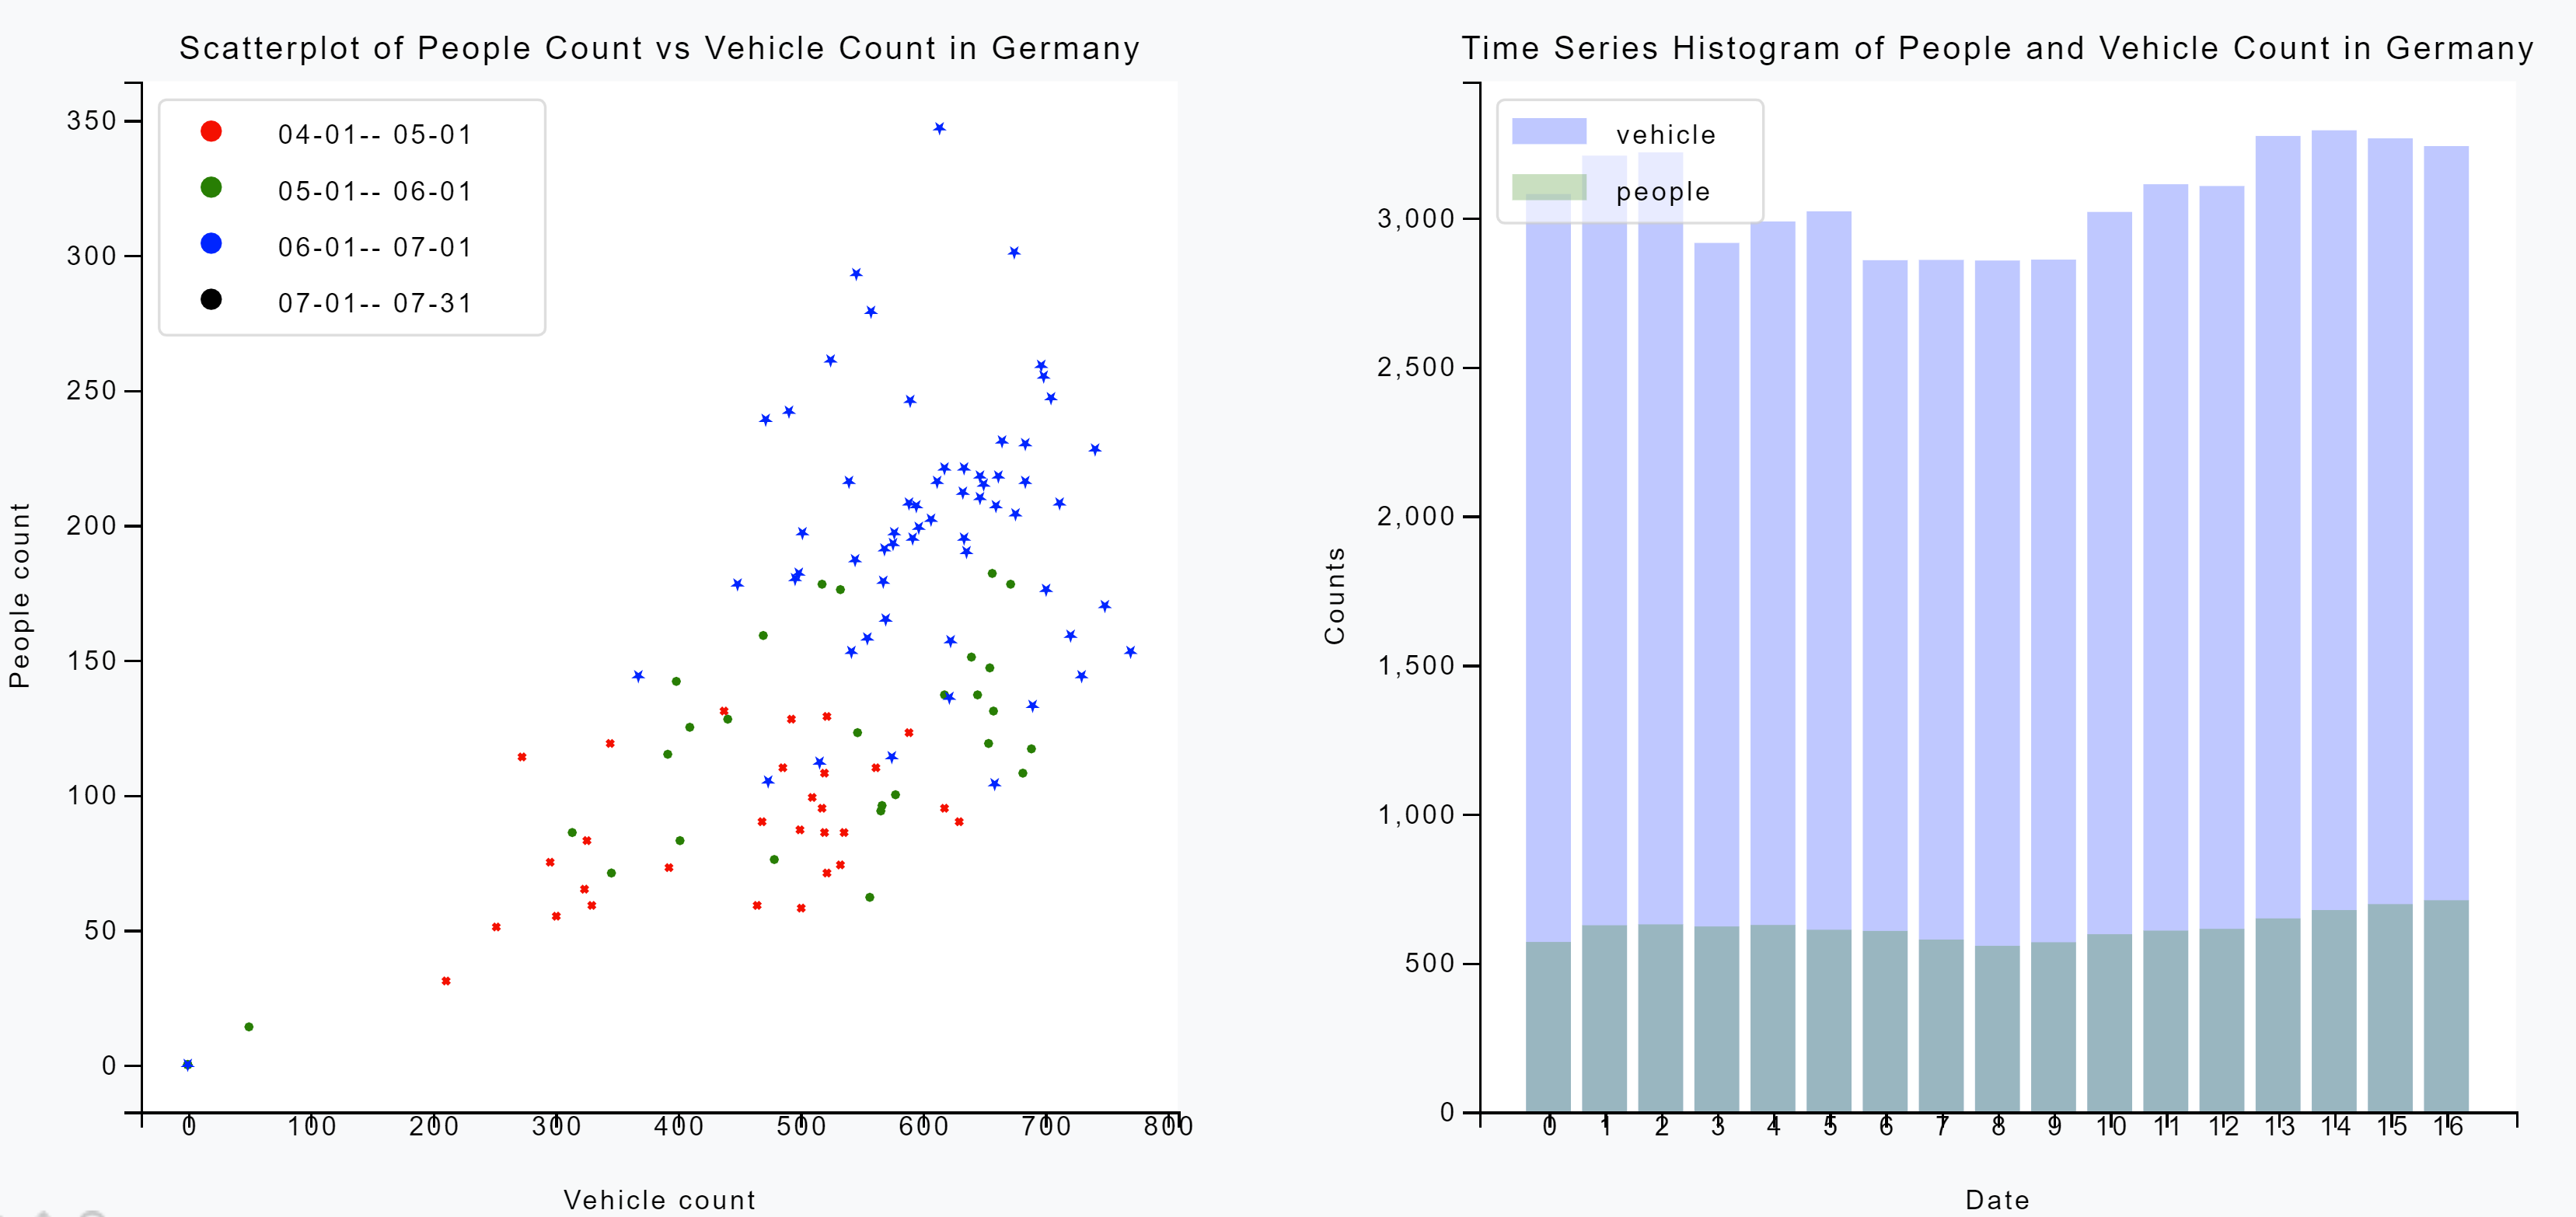 Scatterplot of People Count vs Vehicle Count in Germany
350
300
250
200
150
100
50
0
People count
04-01-- 05-01
05-01-- 06-01
06-01-- 07-01
07-01-- 07-31
0 100 200 300 400 500 600 700 800
Vehicle count
Time Series Histogram of People and Vehicle Count in Germany
3,000
2,500
2,000
1,500
1,000
500
0
Counts
vehicle
people
0 1 2 3 4 5 6 7 8 9 10 11 12 13 14 15 16
Date